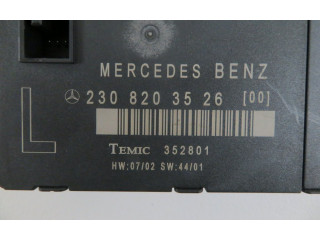 MERCEDES BENZ
230 820 35 26 [00]
L
TEMIC 352801
HW:07/02 SW:44/01